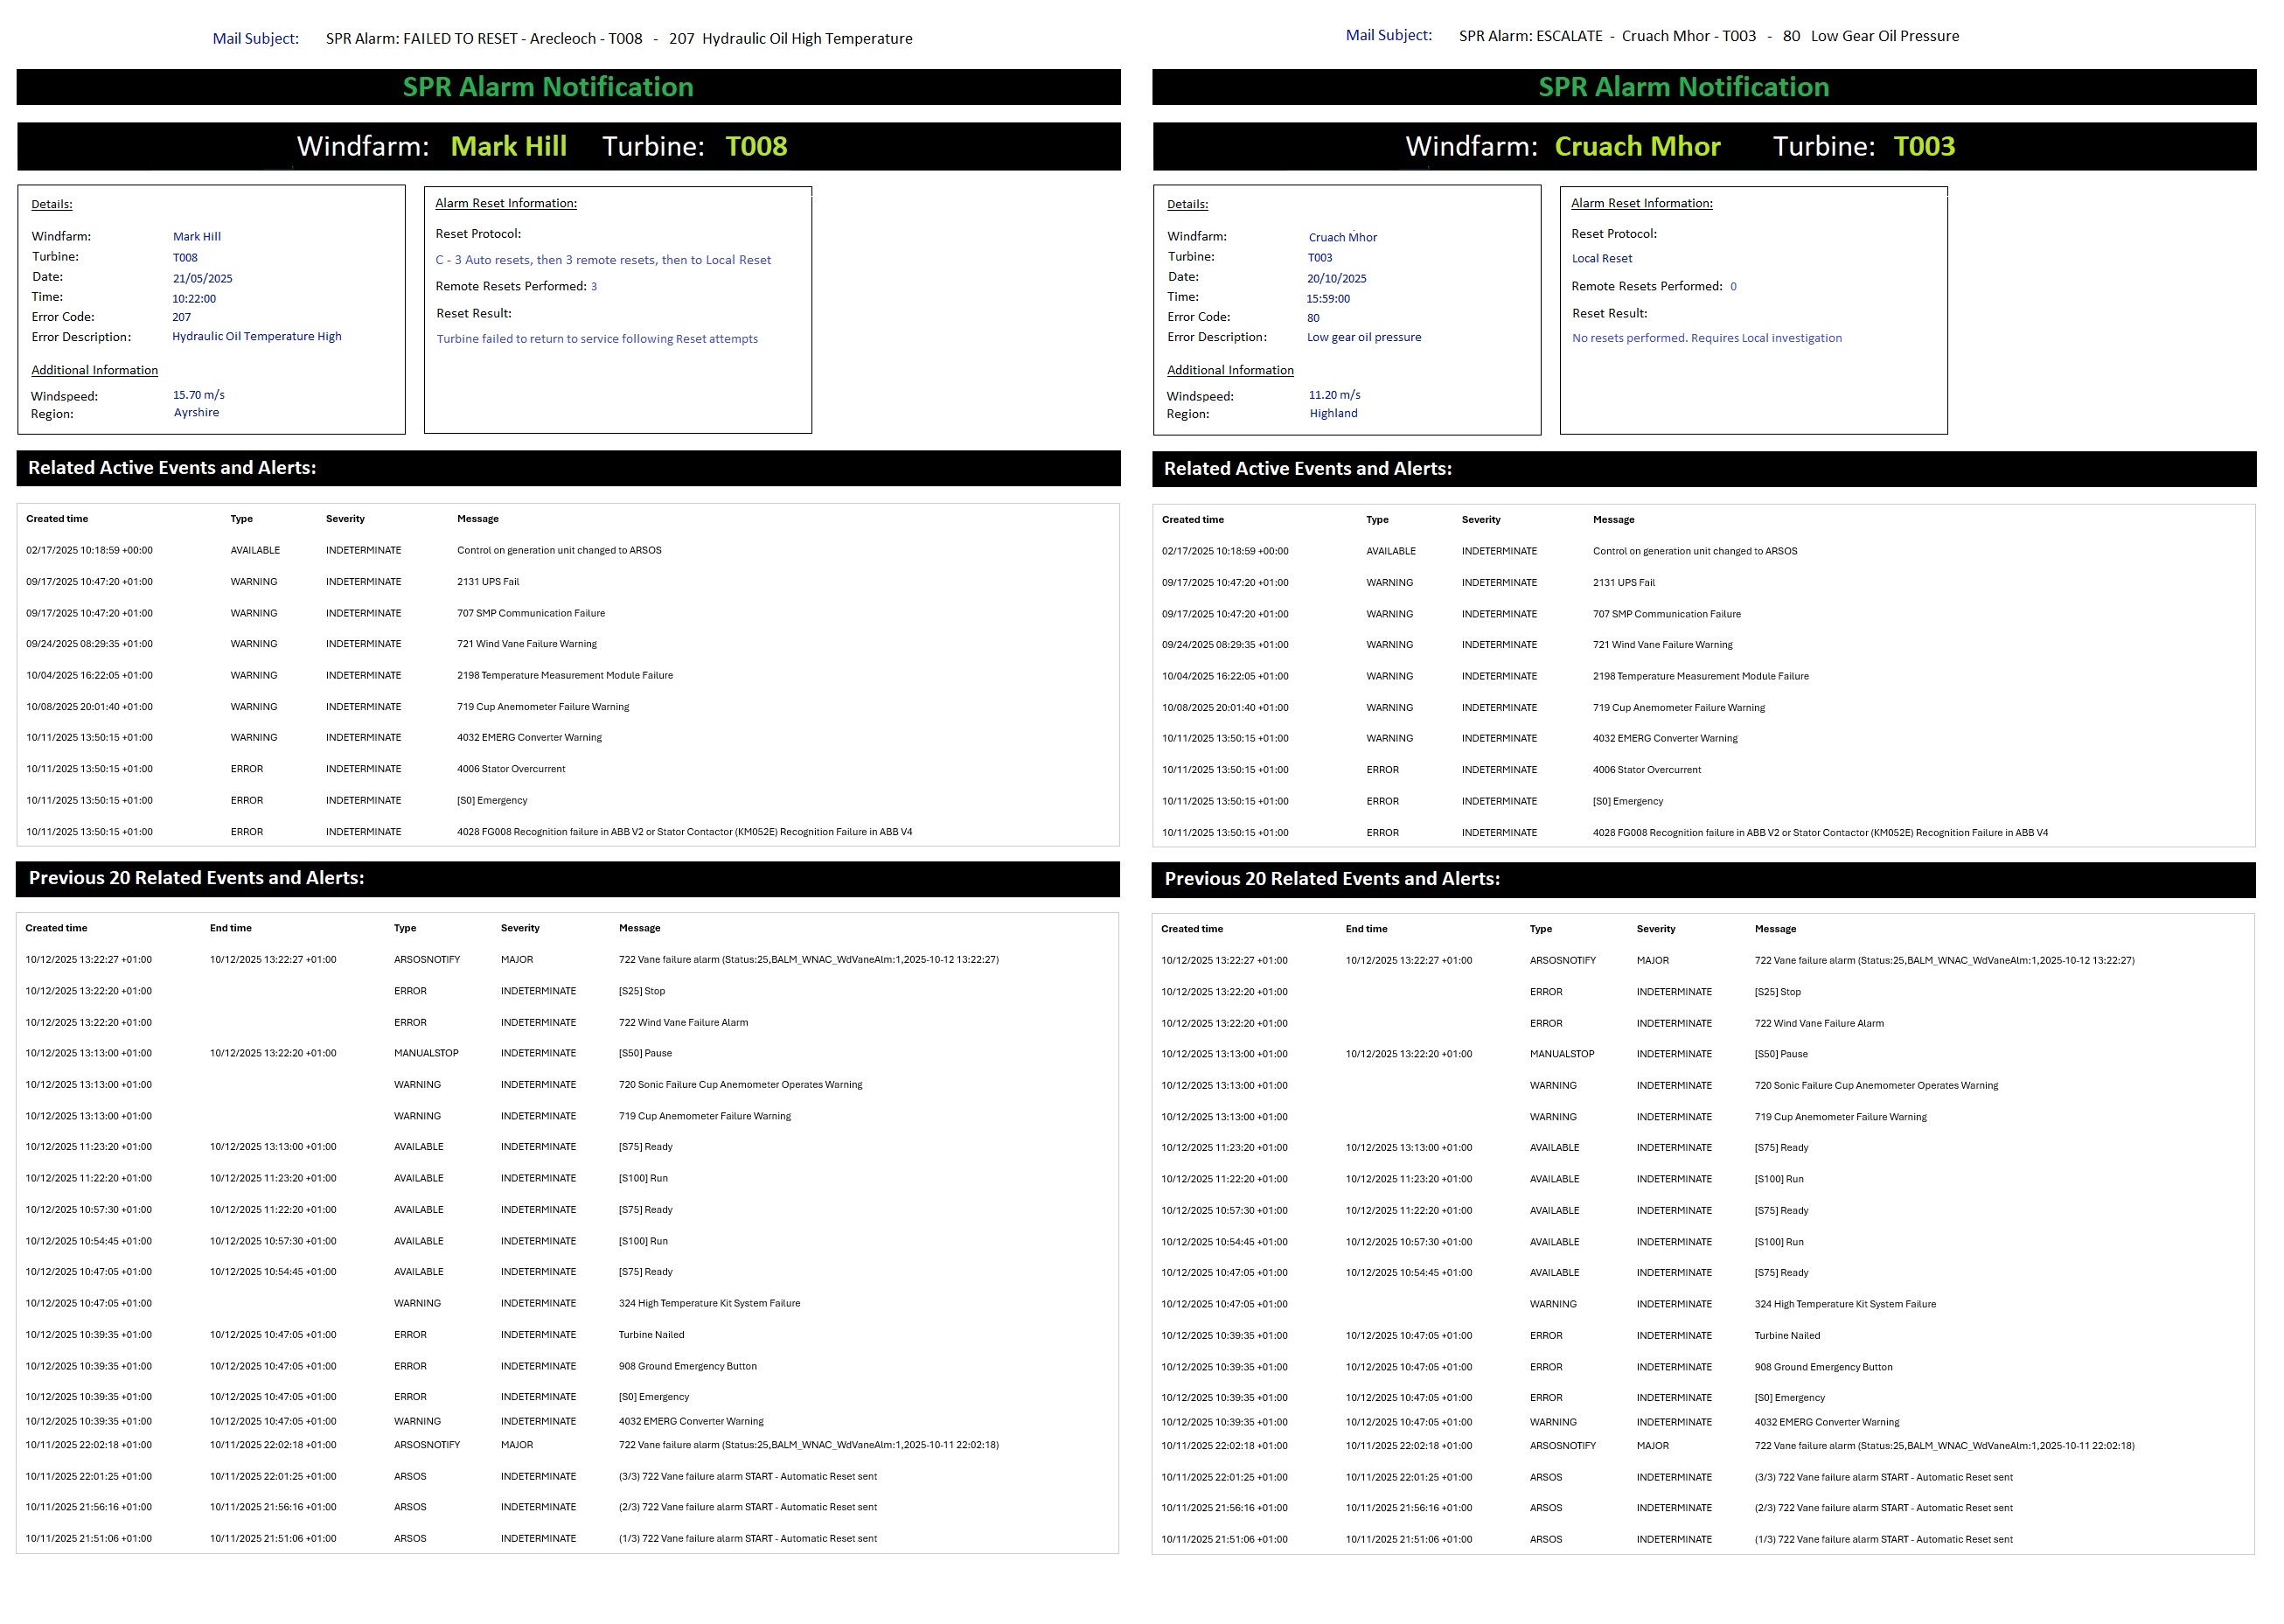 Mail Subject: SPR Alarm: FAILED TO RESET - Arecleoch - T008 - 207 Hydraulic Oil High Temperature
SPR Alarm Notification
Windfarm: Mark Hill Turbine: T008
Details:
Windfarm: Mark Hill
Turbine: T008
Date: 21/05/2025
Time: 10:22:00
Error Code: 207
Error Description: Hydraulic Oil Temperature High
Additional Information
Windspeed: 15.70 m/s
Region: Ayrshire
Alarm Reset Information:
Reset Protocol:
C - 3 Auto resets, then 3 remote resets, then to Local Reset
Remote Resets Performed: 3
Reset Result:
Turbine failed to return to service following Reset attempts
Related Active Events and Alerts:
Created time Type Severity Message
02/17/2025 10:18:59 +00:00 AVAILABLE INDETERMINATE Control on generation unit changed to ARSOS
09/17/2025 10:47:20 +01:00 WARNING INDETERMINATE 2131 UPS Fail
09/17/2025 10:47:20 +01:00 WARNING INDETERMINATE 707 SMP Communication Failure
09/24/2025 08:29:35 +01:00 WARNING INDETERMINATE 721 Wind Vane Failure Warning
10/04/2025 16:22:05 +01:00 WARNING INDETERMINATE 2198 Temperature Measurement Module Failure
10/08/2025 20:01:40 +01:00 WARNING INDETERMINATE 719 Cup Anemometer Failure Warning
10/11/2025 13:50:15 +01:00 WARNING INDETERMINATE 4032 EMERG Converter Warning
10/11/2025 13:50:15 +01:00 ERROR INDETERMINATE 4006 Stator Overcurrent
10/11/2025 13:50:15 +01:00 ERROR INDETERMINATE [S0] Emergency
10/11/2025 13:50:15 +01:00 ERROR INDETERMINATE 4028 FG008 Recognition failure in ABB V2 or Stator Contactor (KM052E) Recognition Failure in ABB V4
Previous 20 Related Events and Alerts:
Created time End time Type Severity Message
10/12/2025 13:22:27 +01:00 10/12/2025 13:22:27 +01:00 ARSOSNOTIFY MAJOR 722 Vane failure alarm (Status:25,BALM_WNAC_WdVaneAlm:1,2025-10-12 13:22:27)
10/12/2025 13:22:20 +01:00 ERROR INDETERMINATE [S25] Stop
10/12/2025 13:22:20 +01:00 ERROR INDETERMINATE 722 Wind Vane Failure Alarm
10/12/2025 13:13:00 +01:00 10/12/2025 13:22:20 +01:00 MANUALSTOP INDETERMINATE [S50] Pause
10/12/2025 13:13:00 +01:00 WARNING INDETERMINATE 720 Sonic Failure Cup Anemometer Operates Warning
10/12/2025 13:13:00 +01:00 WARNING INDETERMINATE 719 Cup Anemometer Failure Warning
10/12/2025 11:23:20 +01:00 10/12/2025 13:13:00 +01:00 AVAILABLE INDETERMINATE [S75] Ready
10/12/2025 11:22:20 +01:00 10/12/2025 11:23:20 +01:00 AVAILABLE INDETERMINATE [S100] Run
10/12/2025 10:57:30 +01:00 10/12/2025 11:22:20 +01:00 AVAILABLE INDETERMINATE [S75] Ready
10/12/2025 10:54:45 +01:00 10/12/2025 10:57:30 +01:00 AVAILABLE INDETERMINATE [S100] Run
10/12/2025 10:47:05 +01:00 10/12/2025 10:54:45 +01:00 AVAILABLE INDETERMINATE [S75] Ready
10/12/2025 10:47:05 +01:00 WARNING INDETERMINATE 324 High Temperature Kit System Failure
10/12/2025 10:39:35 +01:00 10/12/2025 10:47:05 +01:00 ERROR INDETERMINATE Turbine Nailed
10/12/2025 10:39:35 +01:00 10/12/2025 10:47:05 +01:00 ERROR INDETERMINATE 908 Ground Emergency Button
10/12/2025 10:39:35 +01:00 10/12/2025 10:47:05 +01:00 ERROR INDETERMINATE [S0] Emergency
10/12/2025 10:39:35 +01:00 10/12/2025 10:47:05 +01:00 WARNING INDETERMINATE 4032 EMERG Converter Warning
10/11/2025 22:02:18 +01:00 10/11/2025 22:02:18 +01:00 ARSOSNOTIFY MAJOR 722 Vane failure alarm (Status:25,BALM_WNAC_WdVaneAlm:1,2025-10-11 22:02:18)
10/11/2025 22:01:25 +01:00 10/11/2025 22:01:25 +01:00 ARSOS INDETERMINATE (3/3) 722 Vane failure alarm START - Automatic Reset sent
10/11/2025 21:56:16 +01:00 10/11/2025 21:56:16 +01:00 ARSOS INDETERMINATE (2/3) 722 Vane failure alarm START - Automatic Reset sent
10/11/2025 21:51:06 +01:00 10/11/2025 21:51:06 +01:00 ARSOS INDETERMINATE (1/3) 722 Vane failure alarm START - Automatic Reset sent
Mail Subject: SPR Alarm: ESCALATE - Cruach Mhor - T003 - 80 Low Gear Oil Pressure
SPR Alarm Notification
Windfarm: Cruach Mhor Turbine: T003
Details:
Windfarm: Cruach Mhor
Turbine: T003
Date: 20/10/2025
Time: 15:59:00
Error Code: 80
Error Description: Low gear oil pressure
Additional Information
Windspeed: 11.20 m/s
Region: Highland
Alarm Reset Information:
Reset Protocol:
Local Reset
Remote Resets Performed: 0
Reset Result:
No resets performed. Requires Local investigation
Related Active Events and Alerts:
Created time Type Severity Message
02/17/2025 10:18:59 +00:00 AVAILABLE INDETERMINATE Control on generation unit changed to ARSOS
09/17/2025 10:47:20 +01:00 WARNING INDETERMINATE 2131 UPS Fail
09/17/2025 10:47:20 +01:00 WARNING INDETERMINATE 707 SMP Communication Failure
09/24/2025 08:29:35 +01:00 WARNING INDETERMINATE 721 Wind Vane Failure Warning
10/04/2025 16:22:05 +01:00 WARNING INDETERMINATE 2198 Temperature Measurement Module Failure
10/08/2025 20:01:40 +01:00 WARNING INDETERMINATE 719 Cup Anemometer Failure Warning
10/11/2025 13:50:15 +01:00 WARNING INDETERMINATE 4032 EMERG Converter Warning
10/11/2025 13:50:15 +01:00 ERROR INDETERMINATE 4006 Stator Overcurrent
10/11/2025 13:50:15 +01:00 ERROR INDETERMINATE [S0] Emergency
10/11/2025 13:50:15 +01:00 ERROR INDETERMINATE 4028 FG008 Recognition failure in ABB V2 or Stator Contactor (KM052E) Recognition Failure in ABB V4
Previous 20 Related Events and Alerts:
Created time End time Type Severity Message
10/12/2025 13:22:27 +01:00 10/12/2025 13:22:27 +01:00 ARSOSNOTIFY MAJOR 722 Vane failure alarm (Status:25,BALM_WNAC_WdVaneAlm:1,2025-10-12 13:22:27)
10/12/2025 13:22:20 +01:00 ERROR INDETERMINATE [S25] Stop
10/12/2025 13:22:20 +01:00 ERROR INDETERMINATE 722 Wind Vane Failure Alarm
10/12/2025 13:13:00 +01:00 10/12/2025 13:22:20 +01:00 MANUALSTOP INDETERMINATE [S50] Pause
10/12/2025 13:13:00 +01:00 WARNING INDETERMINATE 720 Sonic Failure Cup Anemometer Operates Warning
10/12/2025 13:13:00 +01:00 WARNING INDETERMINATE 719 Cup Anemometer Failure Warning
10/12/2025 11:23:20 +01:00 10/12/2025 13:13:00 +01:00 AVAILABLE INDETERMINATE [S75] Ready
10/12/2025 11:22:20 +01:00 10/12/2025 11:23:20 +01:00 AVAILABLE INDETERMINATE [S100] Run
10/12/2025 10:57:30 +01:00 10/12/2025 11:22:20 +01:00 AVAILABLE INDETERMINATE [S75] Ready
10/12/2025 10:54:45 +01:00 10/12/2025 10:57:30 +01:00 AVAILABLE INDETERMINATE [S100] Run
10/12/2025 10:47:05 +01:00 10/12/2025 10:54:45 +01:00 AVAILABLE INDETERMINATE [S75] Ready
10/12/2025 10:47:05 +01:00 WARNING INDETERMINATE 324 High Temperature Kit System Failure
10/12/2025 10:39:35 +01:00 10/12/2025 10:47:05 +01:00 ERROR INDETERMINATE Turbine Nailed
10/12/2025 10:39:35 +01:00 10/12/2025 10:47:05 +01:00 ERROR INDETERMINATE 908 Ground Emergency Button
10/12/2025 10:39:35 +01:00 10/12/2025 10:47:05 +01:00 ERROR INDETERMINATE [S0] Emergency
10/12/2025 10:39:35 +01:00 10/12/2025 10:47:05 +01:00 WARNING INDETERMINATE 4032 EMERG Converter Warning
10/11/2025 22:02:18 +01:00 10/11/2025 22:02:18 +01:00 ARSOSNOTIFY MAJOR 722 Vane failure alarm (Status:25,BALM_WNAC_WdVaneAlm:1,2025-10-11 22:02:18)
10/11/2025 22:01:25 +01:00 10/11/2025 22:01:25 +01:00 ARSOS INDETERMINATE (3/3) 722 Vane failure alarm START - Automatic Reset sent
10/11/2025 21:56:16 +01:00 10/11/2025 21:56:16 +01:00 ARSOS INDETERMINATE (2/3) 722 Vane failure alarm START - Automatic Reset sent
10/11/2025 21:51:06 +01:00 10/11/2025 21:51:06 +01:00 ARSOS INDETERMINATE (1/3) 722 Vane failure alarm START - Automatic Reset sent